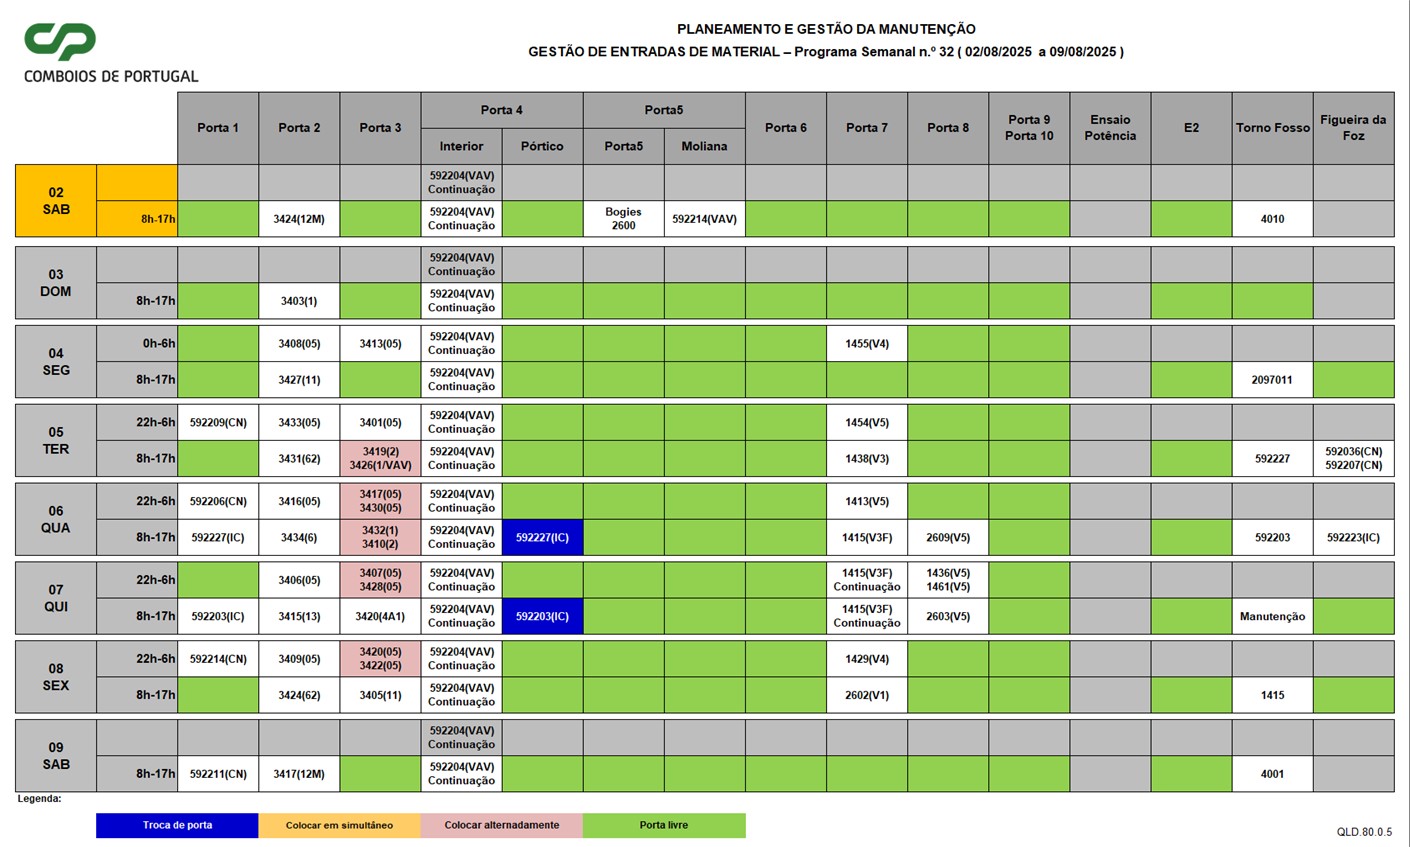 PLANEAMENTO E GESTÃO DA MANUTENÇÃO
GESTÃO DE ENTRADAS DE MATERIAL – Programa Semanal n.º 32 ( 02/08/2025 a 09/08/2025 )
CP
COMBOIOS DE PORTUGAL
Porta 1 Porta 2 Porta 3 Porta 4 Porta5 Porta 6 Porta 7 Porta 8 Porta 9 Porta 10 Ensaio Potência E2 Torno Fosso Figueira da Foz
Interior Pórtico Porta5 Moliana
02 SAB
592204(VAV) Continuação
8h-17h 3424(12M) 592204(VAV) Continuação Bogies 2600 592214(VAV) 4010
03 DOM
592204(VAV) Continuação
8h-17h 3403(1) 592204(VAV) Continuação
04 SEG
0h-6h 3408(05) 3413(05) 592204(VAV) Continuação 1455(V4)
8h-17h 3427(11) 592204(VAV) Continuação 2097011
05 TER
22h-6h 592209(CN) 3433(05) 3401(05) 592204(VAV) Continuação 1454(V5)
8h-17h 3431(62) 3419(2) 3426(1/VAV) 592204(VAV) Continuação 1438(V3) 592227 592036(CN) 592207(CN)
06 QUA
22h-6h 592206(CN) 3416(05) 3417(05) 3430(05) 592204(VAV) Continuação 1413(V5)
8h-17h 592227(IC) 3434(6) 3432(1) 3410(2) 592204(VAV) Continuação 592227(IC) 1415(V3F) 2609(V5) 592203 592223(IC)
07 QUI
22h-6h 3406(05) 3407(05) 3428(05) 592204(VAV) Continuação 1415(V3F) Continuação 1436(V5) 1461(V5)
8h-17h 592203(IC) 3415(13) 3420(4A1) 592204(VAV) Continuação 592203(IC) 1415(V3F) Continuação 2603(V5) Manutenção
08 SEX
22h-6h 592214(CN) 3409(05) 3420(05) 3422(05) 592204(VAV) Continuação 1429(V4)
8h-17h 3424(62) 3405(11) 592204(VAV) Continuação 2602(V1) 1415
09 SAB
592204(VAV) Continuação
8h-17h 592211(CN) 3417(12M) 592204(VAV) Continuação 4001
Legenda:
Troca de porta Colocar em simultáneo Colocar alternadamente Porta livre
QLD.80.0.5